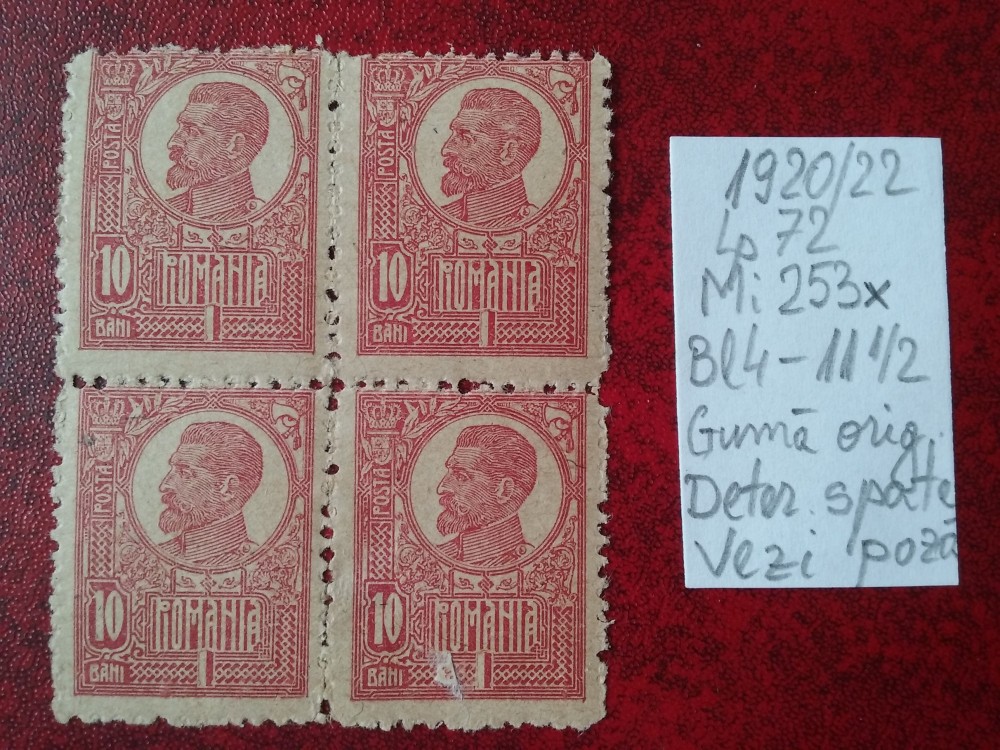 POSTA
10
ROMANIA
BANI
POSTA
10
ROMANIA
BANI
POSTA
10
ROMANIA
BANI
POSTA
10
ROMANIA
BANI
1920/22
Lp 72
Mi 253x
Bl4 - 11 1/2
Gumă orig.
Deter. spate
Vezi poză